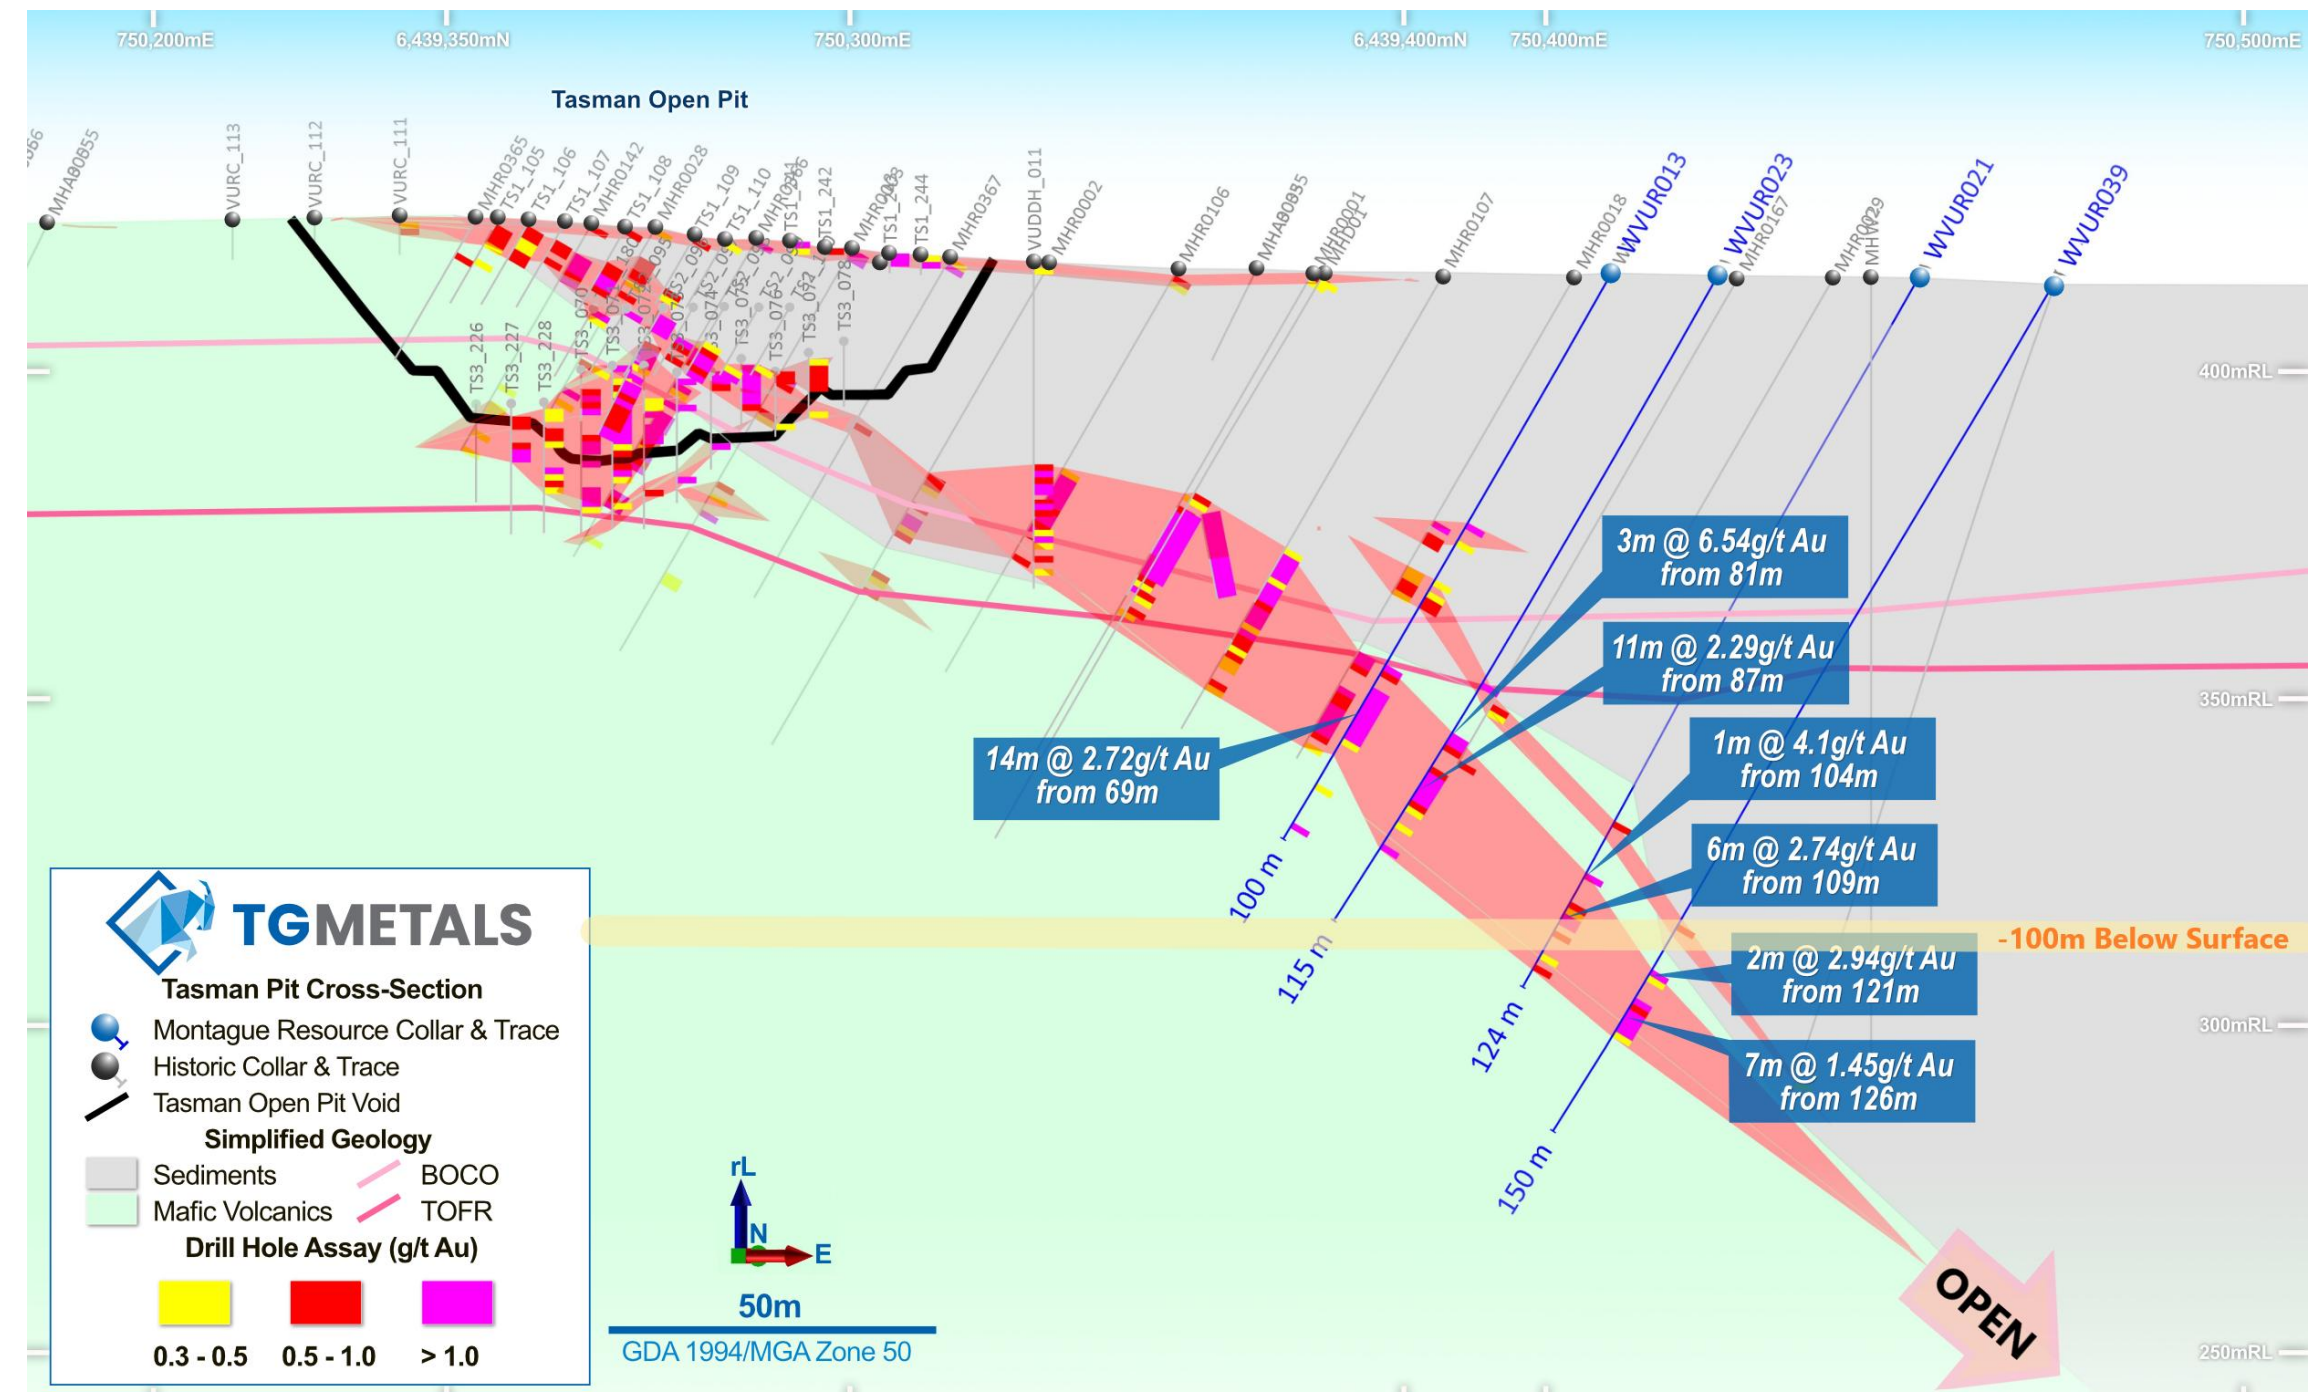 750,200mE
6,439,350mN
750,300mE
6,439,400mN
750,400mE
750,500mE
Tasman Open Pit
VURC_113
VURC_112
VURC_111
MHR0365
TS1_105
TS1_106
TS1_107
MHR0142
TS1_108
MHR0028
TS1_109
TS1_110
TS1_242
TS1_244
MHR0367
VUDDH_011
MHR0002
MHR0106
MHR0001
MHD01
MHR0107
MHR0018
WVUR013
WVUR023
MHR0167
WVUR021
WVUR039
TS3_226
TS3_227
TS3_228
TS3_070
TS3_076
TS3_078
400mRL
350mRL
300mRL
250mRL
3m @ 6.54g/t Au
from 81m
11m @ 2.29g/t Au
from 87m
14m @ 2.72g/t Au
from 69m
1m @ 4.1g/t Au
from 104m
6m @ 2.74g/t Au
from 109m
-100m Below Surface
2m @ 2.94g/t Au
from 121m
7m @ 1.45g/t Au
from 126m
100 m
115 m
124 m
150 m
OPEN
TGMETALS
Tasman Pit Cross-Section
Montague Resource Collar & Trace
Historic Collar & Trace
Tasman Open Pit Void
Simplified Geology
Sediments
BOCO
Mafic Volcanics
TOFR
Drill Hole Assay (g/t Au)
0.3 - 0.5
0.5 - 1.0
> 1.0
rL
N
E
50m
GDA 1994/MGA Zone 50